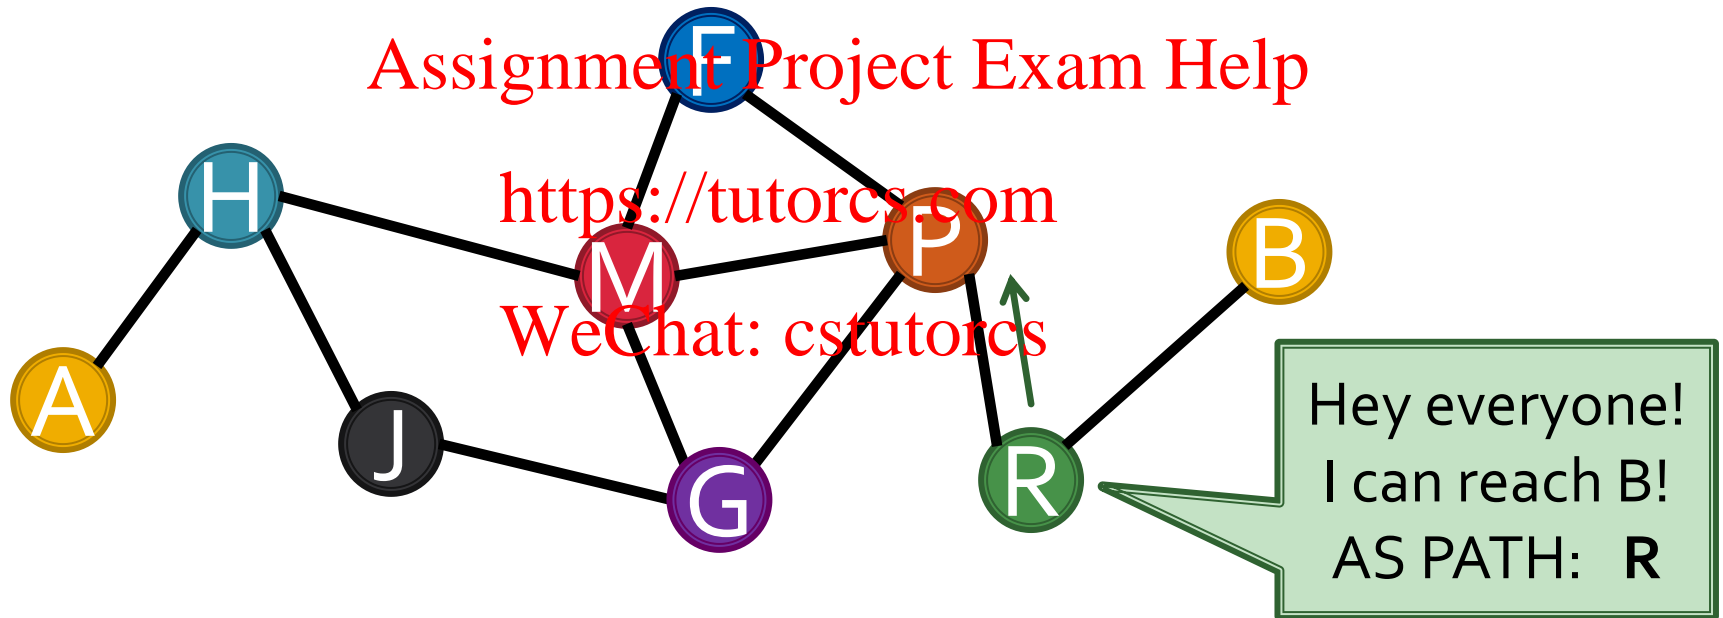 F
Assignment Project Exam Help
H
https://tutorcs.com
P
B
M
WeChat: cstutorcs
A
J
G
R
Hey everyone!
I can reach B!
AS PATH: R